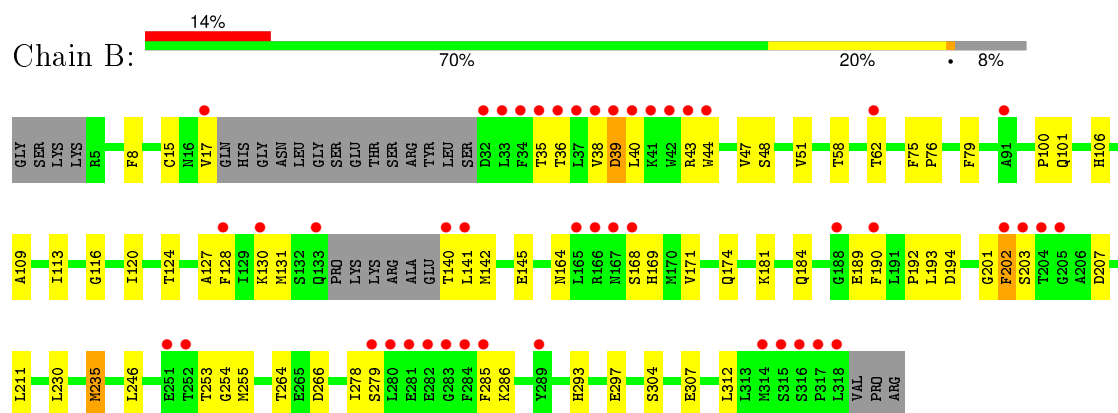 14%
Chain B:
70% 20% • 8%
GLY SER LYS LYS R5 F8 C15 N16 V17 GLN HIS GLY ASN LEU GLY SER GLU THR SER ARG TYR LEU SER D32 L33 F34 T35 T36 L37 V38 D39 L40 K41 W42 R43 W44 V47 S48 V51 T58 T62 F75 P76 F79 A91 P100 Q101 H106
A109 I113 G116 I120 T124 A127 F128 I129 K130 M131 S132 Q133 PRO LYS LYS ARG ALA GLU T140 L141 M142 E145 N164 L165 R166 N167 S168 H169 M170 V171 Q174 K181 Q184 G188 E189 F190 L191 P192 L193 D194 G201 F202 S203 T204 G205 A206 D207
L211 L230 M235 L246 E251 T252 T253 G254 M255 T264 E265 D266 I278 S279 L280 E281 E282 G283 F284 F285 K286 Y289 H293 E297 S304 E307 L312 L313 M314 S315 S316 P317 L318 VAL PRO ARG